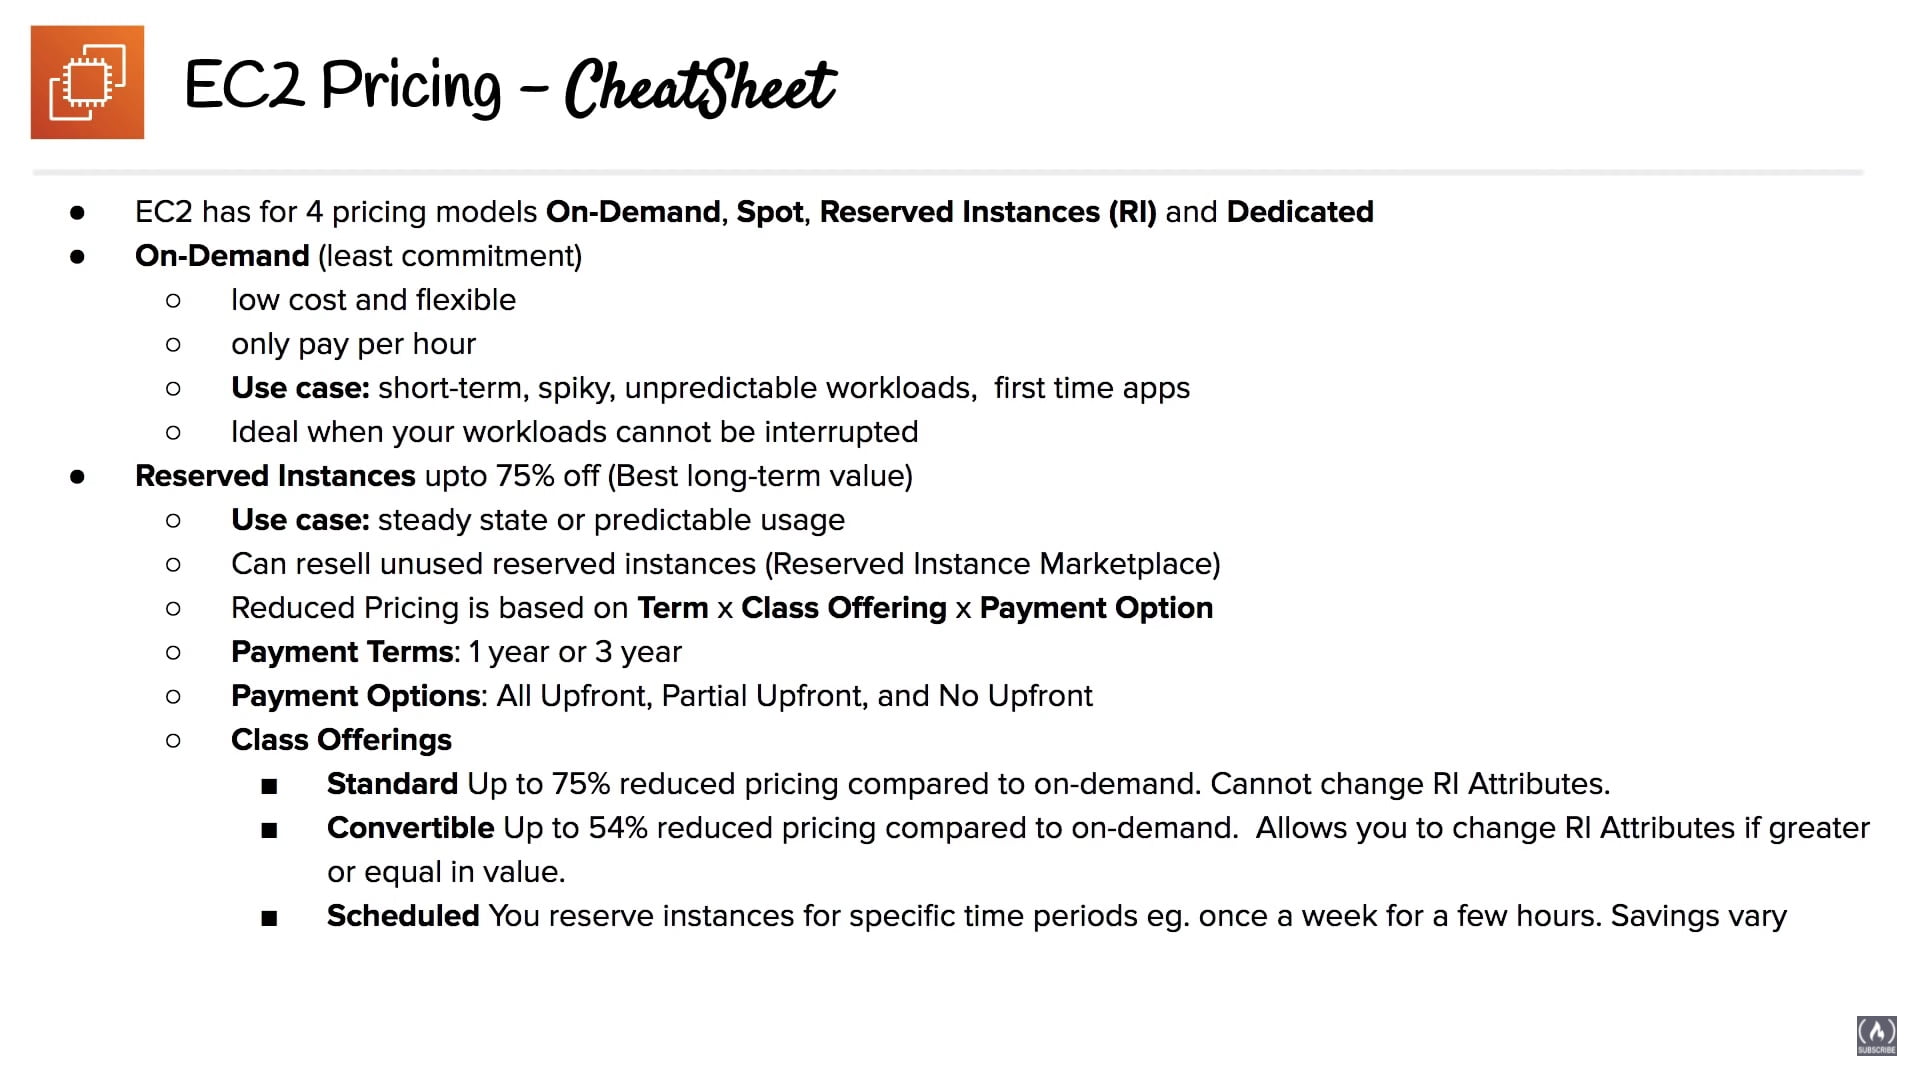 EC2 Pricing – CheatSheet
● EC2 has for 4 pricing models On-Demand, Spot, Reserved Instances (RI) and Dedicated
● On-Demand (least commitment)
○ low cost and flexible
○ only pay per hour
○ Use case: short-term, spiky, unpredictable workloads,  first time apps
○ Ideal when your workloads cannot be interrupted
● Reserved Instances upto 75% off (Best long-term value)
○ Use case: steady state or predictable usage
○ Can resell unused reserved instances (Reserved Instance Marketplace)
○ Reduced Pricing is based on Term x Class Offering x Payment Option
○ Payment Terms: 1 year or 3 year
○ Payment Options: All Upfront, Partial Upfront, and No Upfront
○ Class Offerings
■ Standard Up to 75% reduced pricing compared to on-demand. Cannot change RI Attributes.
■ Convertible Up to 54% reduced pricing compared to on-demand.  Allows you to change RI Attributes if greater
or equal in value.
■ Scheduled You reserve instances for specific time periods eg. once a week for a few hours. Savings vary
SUBSCRIBE